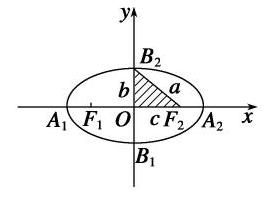 y
B₂
b a
A₁ F₁ O c F₂ A₂ x
B₁